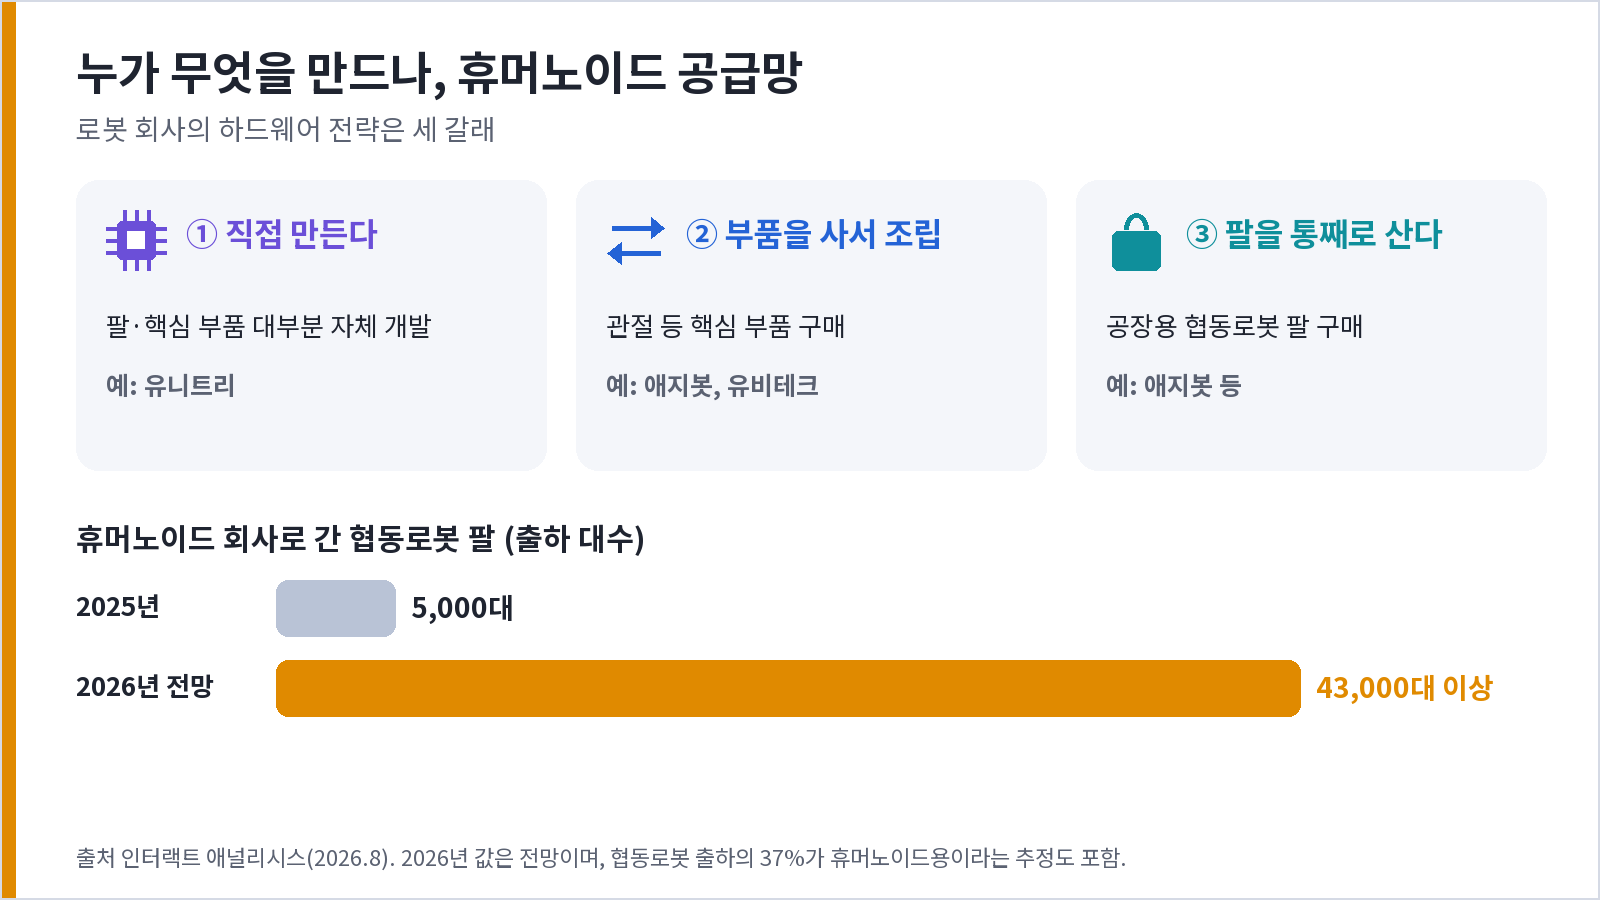 누가 무엇을 만드나, 휴머노이드 공급망
로봇 회사의 하드웨어 전략은 세 갈래
① 직접 만든다
팔·핵심 부품 대부분 자체 개발
예: 유니트리
② 부품을 사서 조립
관절 등 핵심 부품 구매
예: 애지봇, 유비테크
③ 팔을 통째로 산다
공장용 협동로봇 팔 구매
예: 애지봇 등
휴머노이드 회사로 간 협동로봇 팔 (출하 대수)
2025년 5,000대
2026년 전망 43,000대 이상
출처 인터랙트 애널리시스(2026.8). 2026년 값은 전망이며, 협동로봇 출하의 37%가 휴머노이드용이라는 추정도 포함.